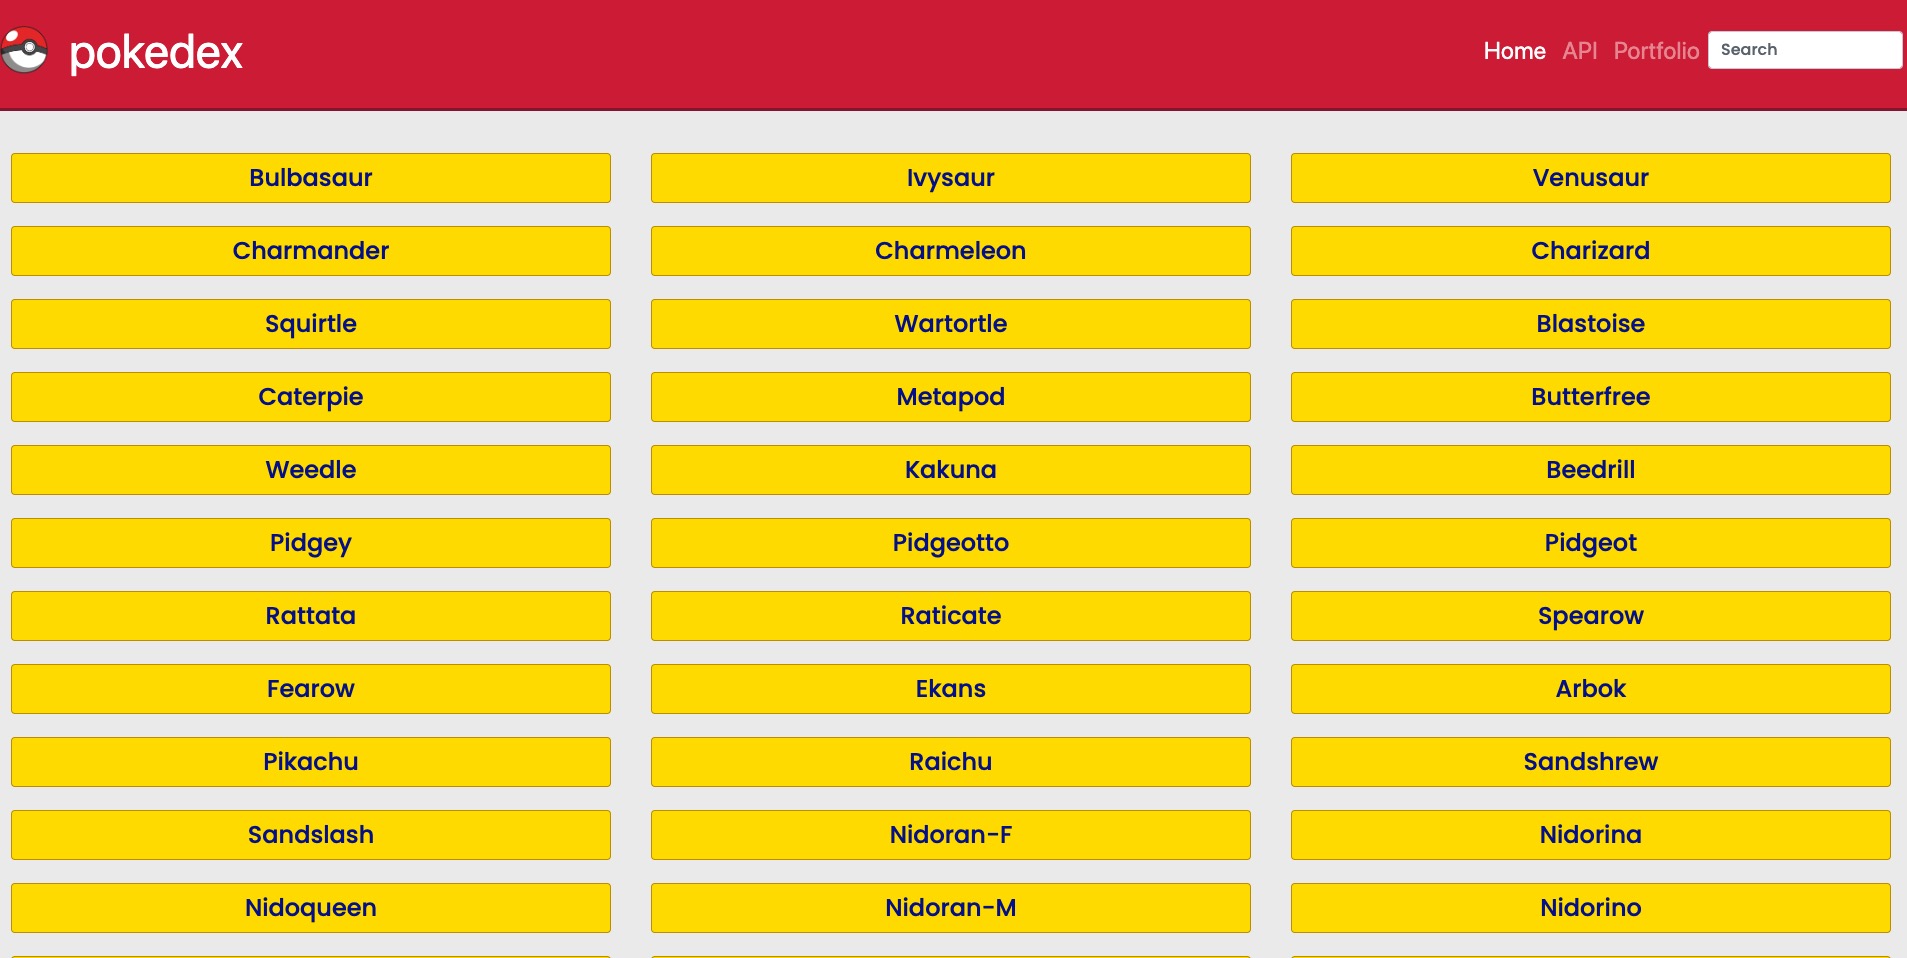 pokedex
Home API Portfolio Search
Bulbasaur Ivysaur Venusaur
Charmander Charmeleon Charizard
Squirtle Wartortle Blastoise
Caterpie Metapod Butterfree
Weedle Kakuna Beedrill
Pidgey Pidgeotto Pidgeot
Rattata Raticate Spearow
Fearow Ekans Arbok
Pikachu Raichu Sandshrew
Sandslash Nidoran-F Nidorina
Nidoqueen Nidoran-M Nidorino